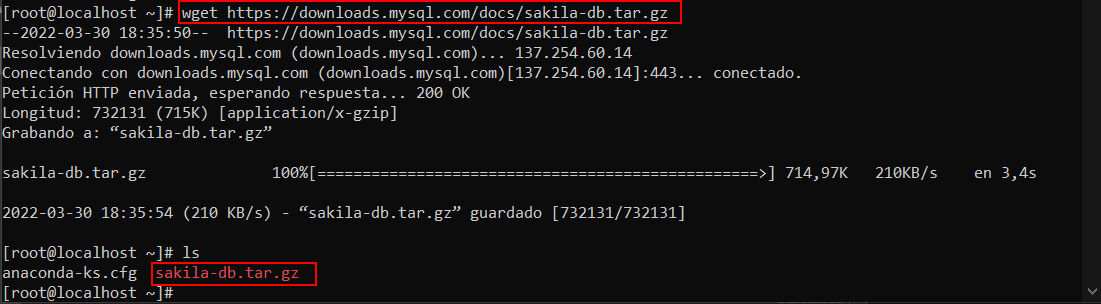 [root@localhost ~]# wget https://downloads.mysql.com/docs/sakila-db.tar.gz
--2022-03-30 18:35:50--  https://downloads.mysql.com/docs/sakila-db.tar.gz
Resolviendo downloads.mysql.com (downloads.mysql.com)... 137.254.60.14
Conectando con downloads.mysql.com (downloads.mysql.com)[137.254.60.14]:443... conectado.
Petición HTTP enviada, esperando respuesta... 200 OK
Longitud: 732131 (715K) [application/x-gzip]
Grabando a: “sakila-db.tar.gz”
sakila-db.tar.gz              100%[=================================================>] 714,97K   210KB/s    en 3,4s
2022-03-30 18:35:54 (210 KB/s) - “sakila-db.tar.gz” guardado [732131/732131]
[root@localhost ~]# ls
anaconda-ks.cfg  sakila-db.tar.gz
[root@localhost ~]#